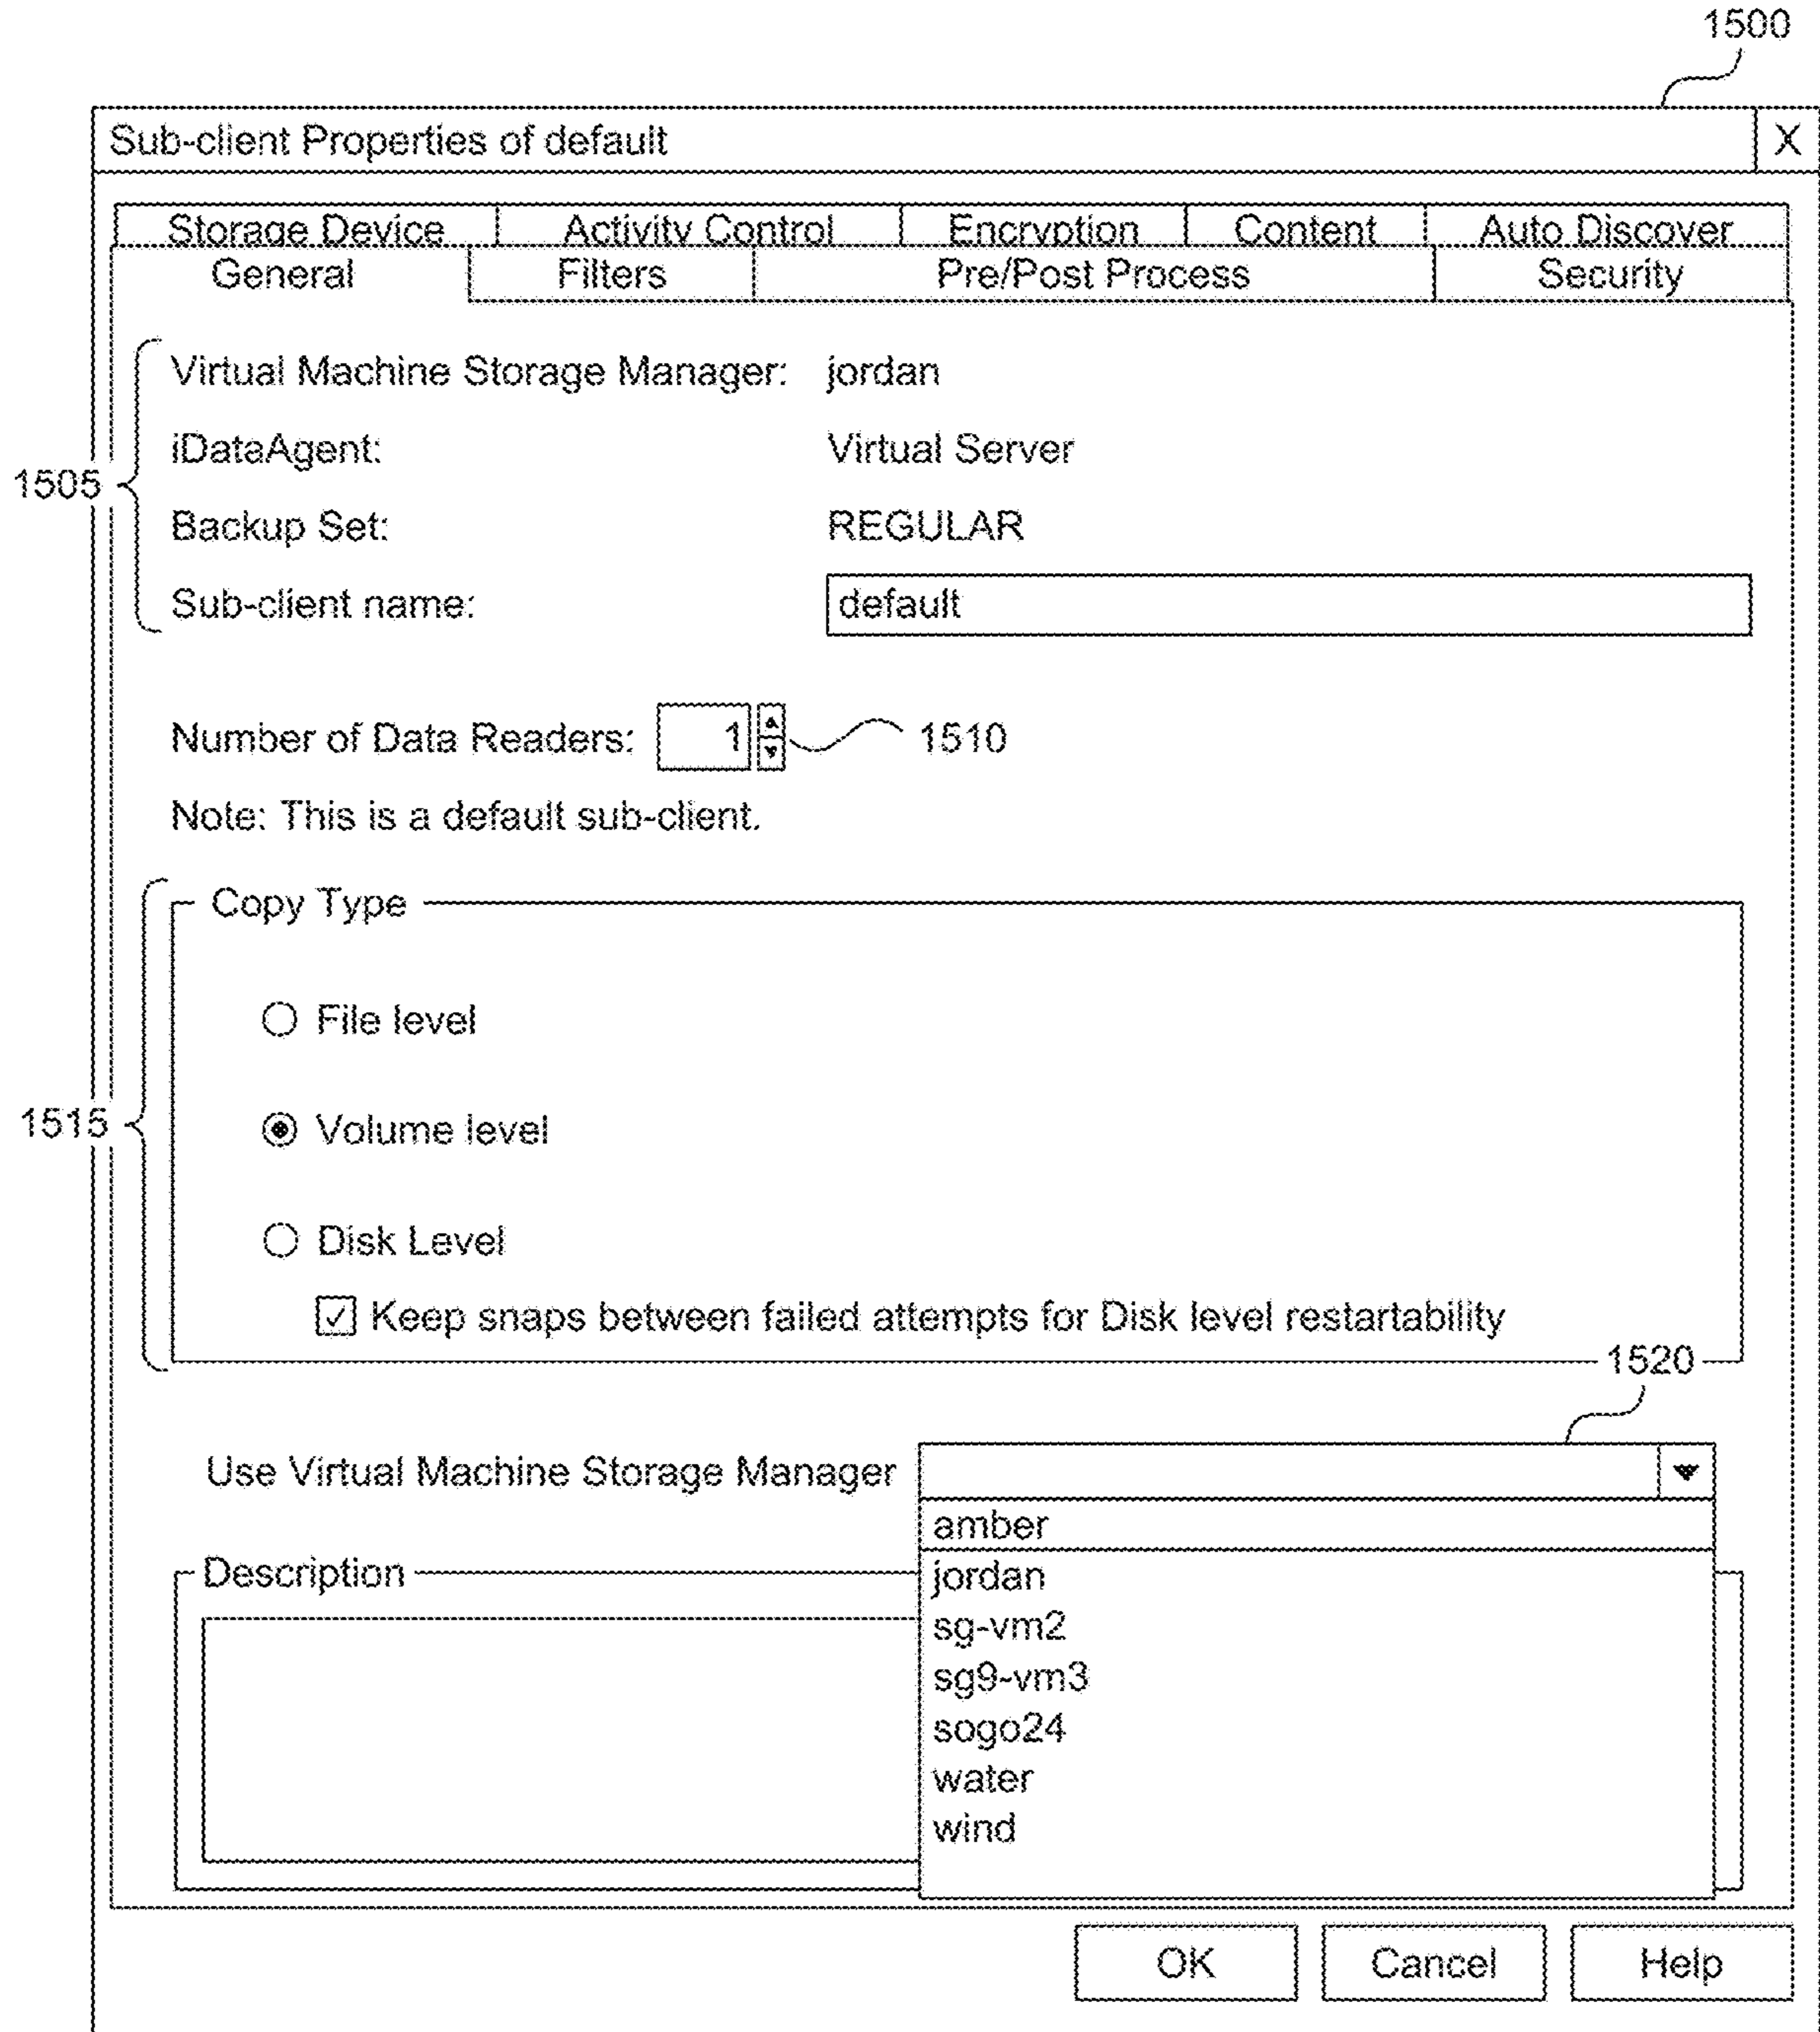 1500
Sub-client Properties of default X
Storage Device Activity Control Encryption Content Auto Discover
General Filters Pre/Post Process Security
Virtual Machine Storage Manager: jordan
iDataAgent: Virtual Server
1505
Backup Set: REGULAR
Sub-client name: default
Number of Data Readers: 1 1510
Note: This is a default sub-client.
Copy Type
File level
1515 Volume level
Disk Level
✓ Keep snaps between failed attempts for Disk level restartability
1520
Use Virtual Machine Storage Manager
amber
Description jordan
sg-vm2
sg9-vm3
sogo24
water
wind
OK Cancel Help